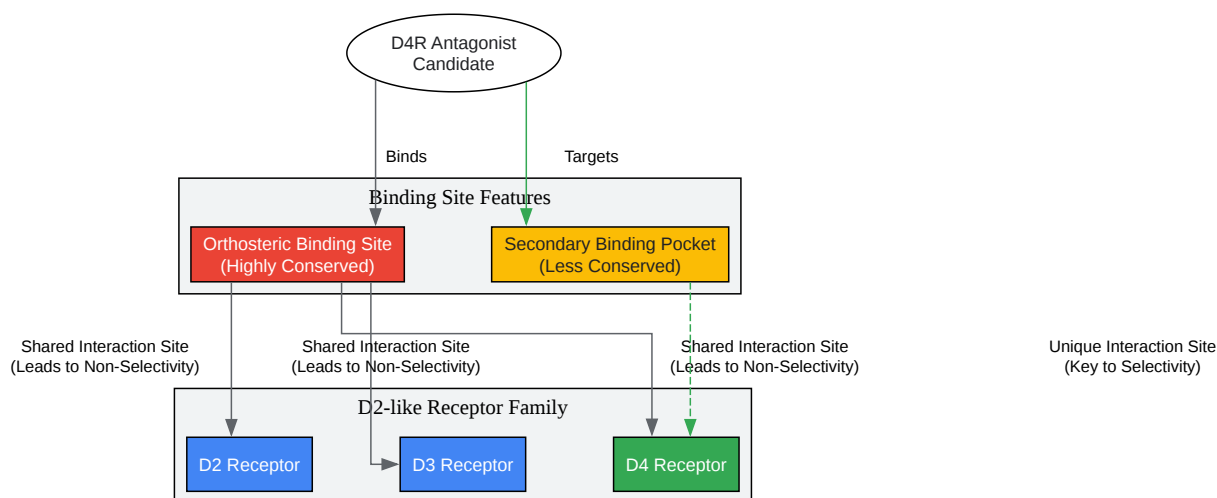 D4R Antagonist
Candidate
Binds
Targets
Binding Site Features
Orthosteric Binding Site
(Highly Conserved)
Secondary Binding Pocket
(Less Conserved)
Shared Interaction Site
(Leads to Non-Selectivity)
Shared Interaction Site
(Leads to Non-Selectivity)
Shared Interaction Site
(Leads to Non-Selectivity)
Unique Interaction Site
(Key to Selectivity)
D2-like Receptor Family
D2 Receptor
D3 Receptor
D4 Receptor